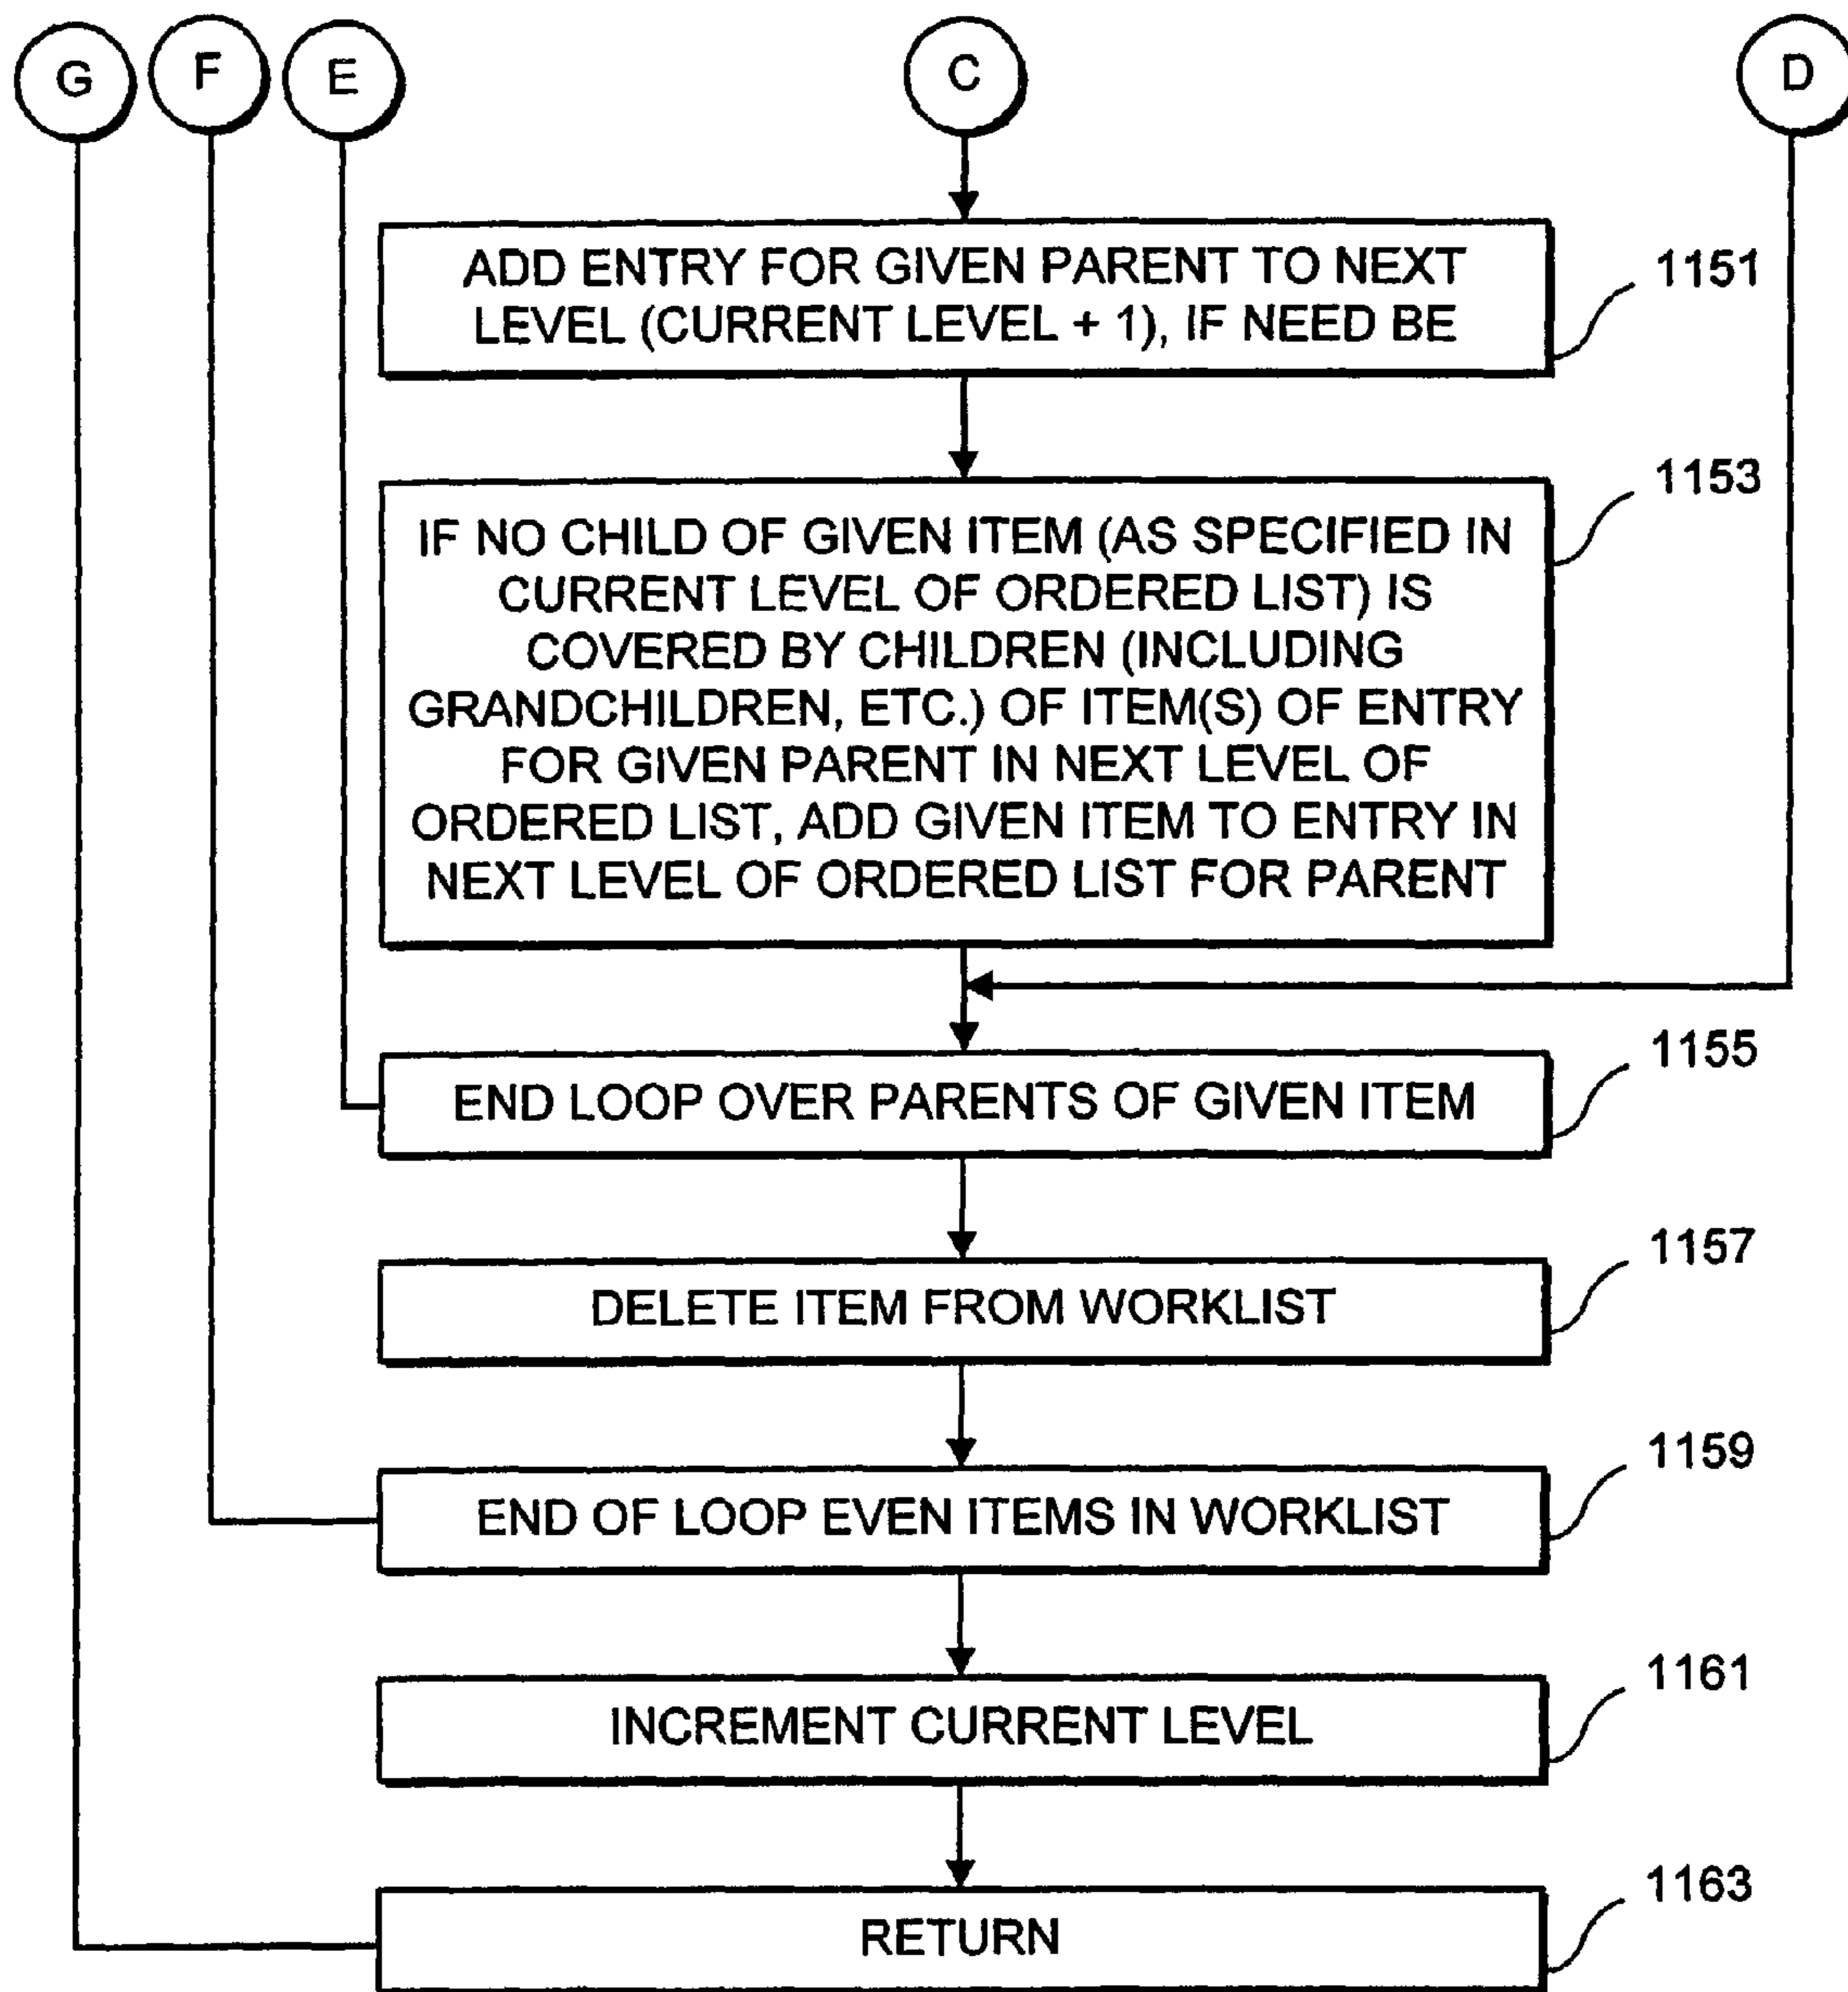 G F E C D
ADD ENTRY FOR GIVEN PARENT TO NEXT
LEVEL (CURRENT LEVEL + 1), IF NEED BE
1151
IF NO CHILD OF GIVEN ITEM (AS SPECIFIED IN
CURRENT LEVEL OF ORDERED LIST) IS
COVERED BY CHILDREN (INCLUDING
GRANDCHILDREN, ETC.) OF ITEM(S) OF ENTRY
FOR GIVEN PARENT IN NEXT LEVEL OF
ORDERED LIST, ADD GIVEN ITEM TO ENTRY IN
NEXT LEVEL OF ORDERED LIST FOR PARENT
1153
END LOOP OVER PARENTS OF GIVEN ITEM
1155
DELETE ITEM FROM WORKLIST
1157
END OF LOOP EVEN ITEMS IN WORKLIST
1159
INCREMENT CURRENT LEVEL
1161
RETURN
1163